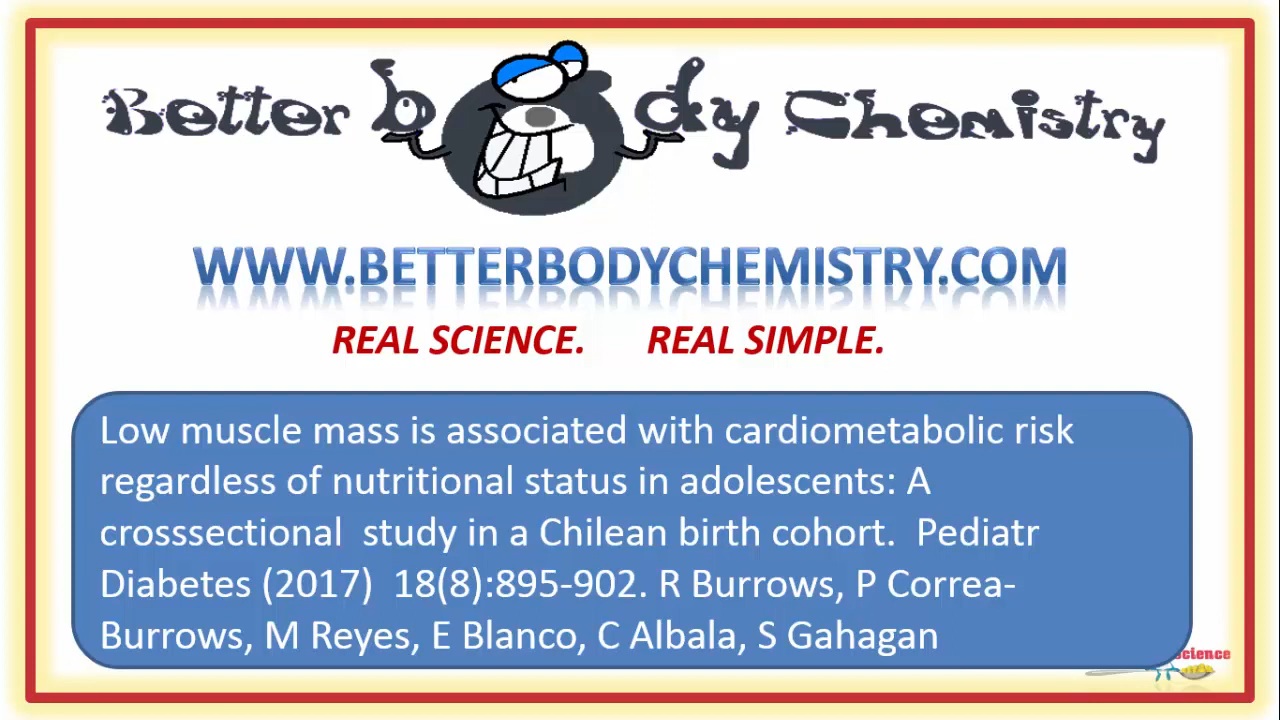 Better body Chemistry
WWW.BETTERBODYCHEMISTRY.COM
REAL SCIENCE. REAL SIMPLE.
Low muscle mass is associated with cardiometabolic risk
regardless of nutritional status in adolescents: A
crosssectional study in a Chilean birth cohort. Pediatr
Diabetes (2017) 18(8):895-902. R Burrows, P Correa-
Burrows, M Reyes, E Blanco, C Albala, S Gahagan